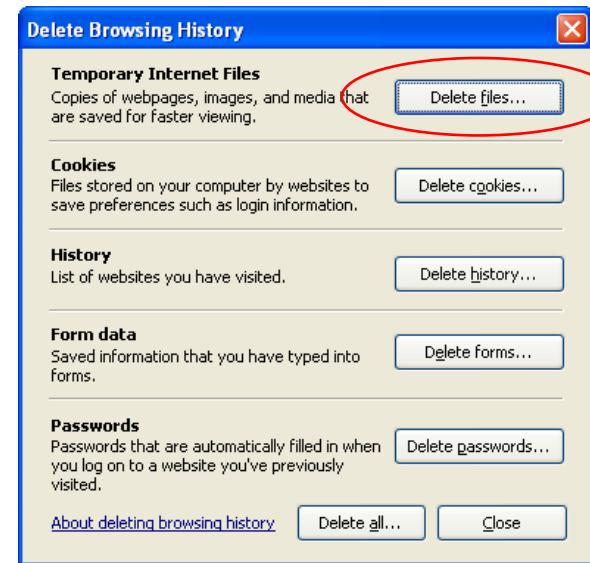 Delete Browsing History
Temporary Internet Files
Copies of webpages, images, and media that
are saved for faster viewing.
Delete files...
Cookies
Files stored on your computer by websites to
save preferences such as login information.
Delete cookies...
History
List of websites you have visited.
Delete history...
Form data
Saved information that you have typed into
forms.
Delete forms...
Passwords
Passwords that are automatically filled in when
you log on to a website you've previously
visited.
Delete passwords...
About deleting browsing history
Delete all...
Close